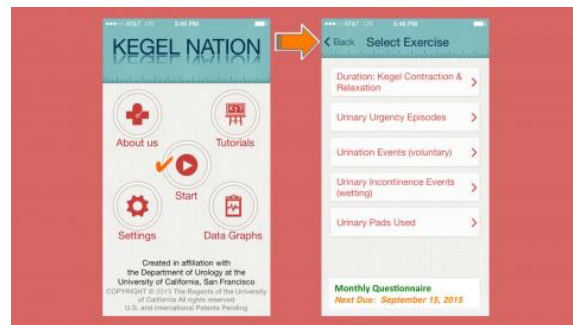 AT&T LTE 3:45 PM
KEGEL NATION
About us
Tutorials
Start
Settings
Data Graphs
Created in affiliation with
the Department of Urology at the
University of California, San Francisco
COPYRIGHT © 2015 The Regents of the University
of California All rights reserved
U.S. and International Patents Pending
AT&T LTE 3:46 PM
Back Select Exercise
Duration: Kegel Contraction &
Relaxation
Urinary Urgency Episodes
Urination Events (voluntary)
Urinary Incontinence Events
(wetting)
Urinary Pads Used
Monthly Questionnaire
Next Due: September 15, 2015